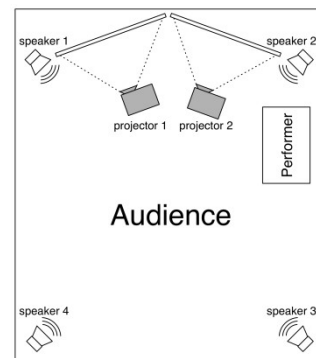 speaker 1
speaker 2
projector 1
projector 2
Performer
Audience
speaker 4
speaker 3